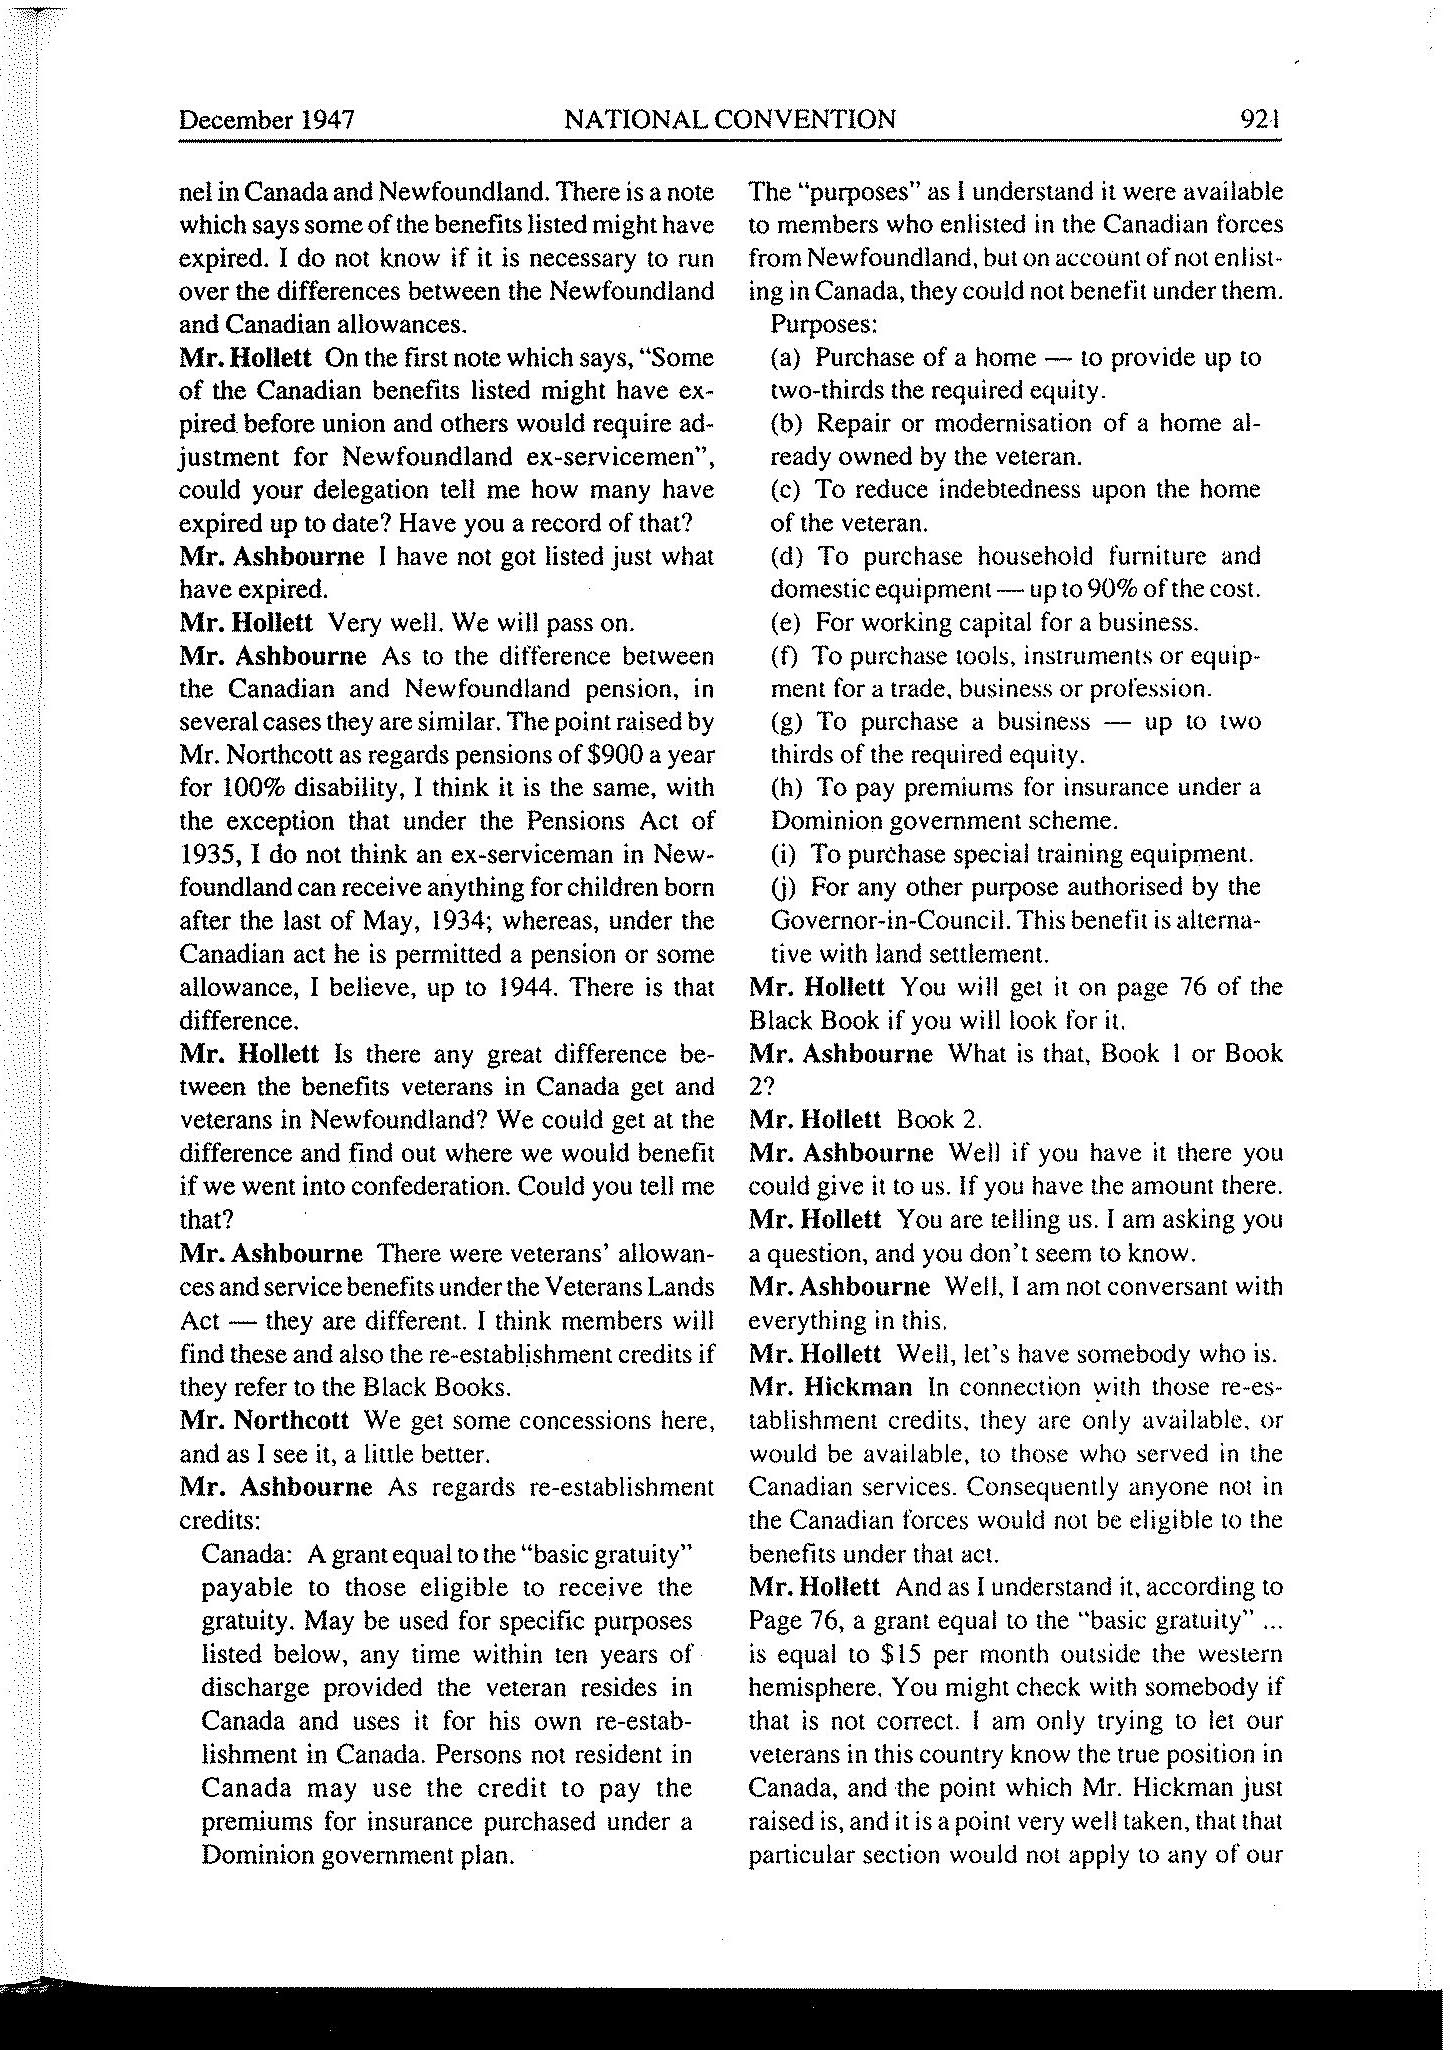 December 1947 NATIONAL CONVENTION 921
nel in Canada and Newfoundland. There is a note
which says some of the benefits listed might have
expired. I do not know if it is necessary to run
over the differences between the Newfoundland
and Canadian allowances.
Mr. Hollett On the first note which says, "Some
of the Canadian benefits listed might have ex-
pired before union and others would require ad-
justment for Newfoundland ex-servicemen",
could your delegation tell me how many have
expired up to date? Have you a record of that?
Mr. Ashbourne I have not got listed just what
have expired.
Mr. Hollett Very well. We will pass on.
Mr. Ashbourne As to the difference between
the Canadian and Newfoundland pension, in
several cases they are similar. The point raised by
Mr. Northcott as regards pensions of $900 a year
for 100% disability, I think it is the same, with
the exception that under the Pensions Act of
1935, I do not think an ex-serviceman in New-
foundland can receive anything for children born
after the last of May, 1934; whereas, under the
Canadian act he is permitted a pension or some
allowance, I believe, up to 1944. There is that
difference.
Mr. Hollett Is there any great difference be-
tween the benefits veterans in Canada get and
veterans in Newfoundland? We could get at the
difference and find out where we would benefit
if we went into confederation. Could you tell me
that?
Mr. Ashbourne There were veterans' allowan-
ces and service benefits under the Veterans Lands
Act — they are different. I think members will
find these and also the re-establishment credits if
they refer to the Black Books.
Mr. Northcott We get some concessions here,
and as I see it, a little better.
Mr. Ashbourne As regards re-establishment
credits:
Canada: A grant equal to the "basic gratuity"
payable to those eligible to receive the
gratuity. May be used for specific purposes
listed below, any time within ten years of
discharge provided the veteran resides in
Canada and uses it for his own re-estab-
lishment in Canada. Persons not resident in
Canada may use the credit to pay the
premiums for insurance purchased under a
Dominion government plan.
The "purposes" as I understand it were available
to members who enlisted in the Canadian forces
from Newfoundland, but on account of not enlist-
ing in Canada, they could not benefit under them.
Purposes:
(a) Purchase of a home — to provide up to
two-thirds the required equity.
(b) Repair or modernisation of a home al-
ready owned by the veteran.
(c) To reduce indebtedness upon the home
of the veteran.
(d) To purchase household furniture and
domestic equipment — up to 90% of the cost.
(e) For working capital for a business.
(f) To purchase tools, instruments or equip-
ment for a trade, business or profession.
(g) To purchase a business — up to two
thirds of the required equity.
(h) To pay premiums for insurance under a
Dominion government scheme.
(i) To purchase special training equipment.
(j) For any other purpose authorised by the
Governor-in-Council. This benefit is alterna-
tive with land settlement.
Mr. Hollett You will get it on page 76 of the
Black Book if you will look for it.
Mr. Ashbourne What is that, Book 1 or Book
2?
Mr. Hollett Book 2.
Mr. Ashbourne Well if you have it there you
could give it to us. If you have the amount there.
Mr. Hollett You are telling us. I am asking you
a question, and you don't seem to know.
Mr. Ashbourne Well, I am not conversant with
everything in this.
Mr. Hollett Well, let's have somebody who is.
Mr. Hickman In connection with those re-es-
tablishment credits, they are only available, or
would be available, to those who served in the
Canadian services. Consequently anyone not in
the Canadian forces would not be eligible to the
benefits under that act.
Mr. Hollett And as I understand it, according to
Page 76, a grant equal to the "basic gratuity" ...
is equal to $15 per month outside the western
hemisphere. You might check with somebody if
that is not correct. I am only trying to let our
veterans in this country know the true position in
Canada, and the point which Mr. Hickman just
raised is, and it is a point very well taken, that that
particular section would not apply to any of our